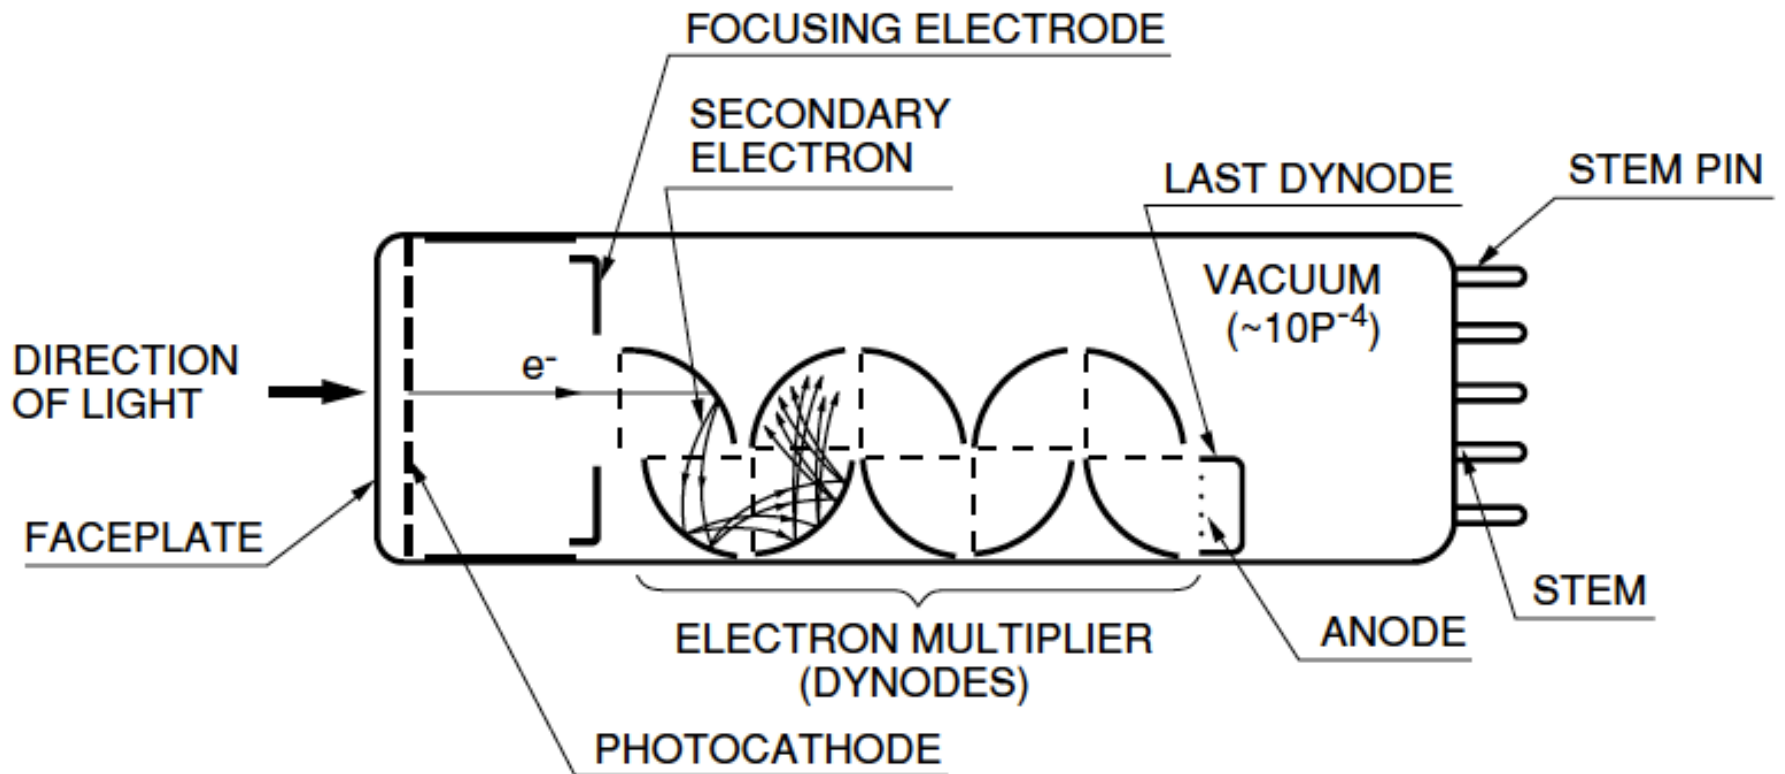 FOCUSING ELECTRODE
SECONDARY
ELECTRON
LAST DYNODE
STEM PIN
VACUUM
(~10P⁻⁴)
DIRECTION
OF LIGHT
e⁻
FACEPLATE
STEM
ELECTRON MULTIPLIER
(DYNODES)
ANODE
PHOTOCATHODE